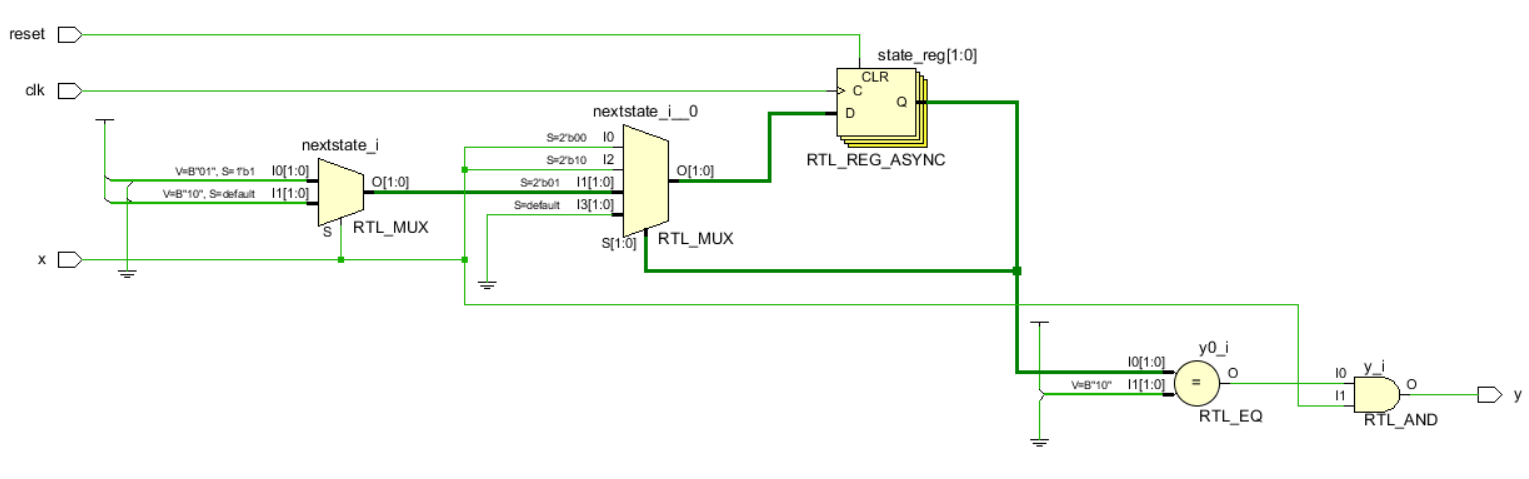 reset
state_reg[1:0]
CLR
clk
C
Q
D
nextstate_i__0
RTL_REG_ASYNC
nextstate_i
S=2'b00 I0
S=2'b10 I2
V=B"01", S=1'b1 I0[1:0]
O[1:0]
S=2'b01 I1[1:0]
O[1:0]
V=B"10", S=default I1[1:0]
S=default I3[1:0]
S
RTL_MUX
S[1:0]
RTL_MUX
x
y0_i
I0[1:0]
O
V=B"10" I1[1:0]
=
RTL_EQ
y_i
I0
I1
O
RTL_AND
y